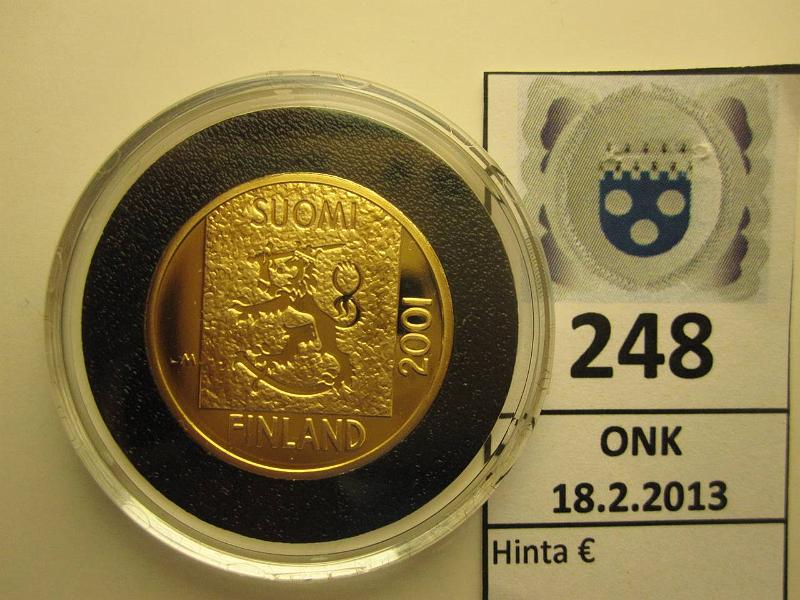 SUOMI
2001
FINLAND
248
ONK
18.2.2013
Hinta €